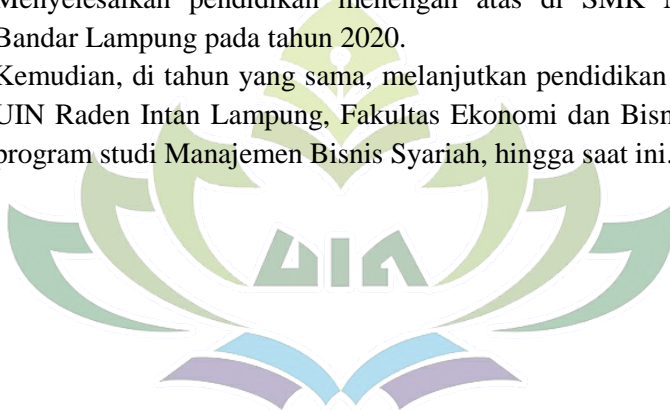 Menyelesaikan pendidikan menengah atas di SMK
Bandar Lampung pada tahun 2020.
Kemudian, di tahun yang sama, melanjutkan pendidikan
UIN Raden Intan Lampung, Fakultas Ekonomi dan
program studi Manajemen Bisnis Syariah, hingga saat ini.
UIN